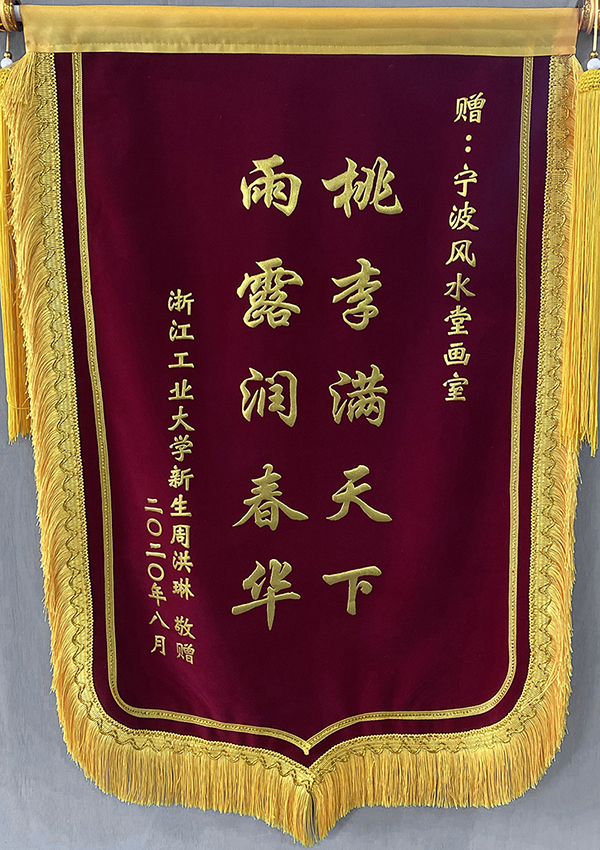 赠：宁波风水堂画室
桃李满天下
雨露润春华
浙江工业大学新生周洪琳 敬赠
二〇二〇年八月